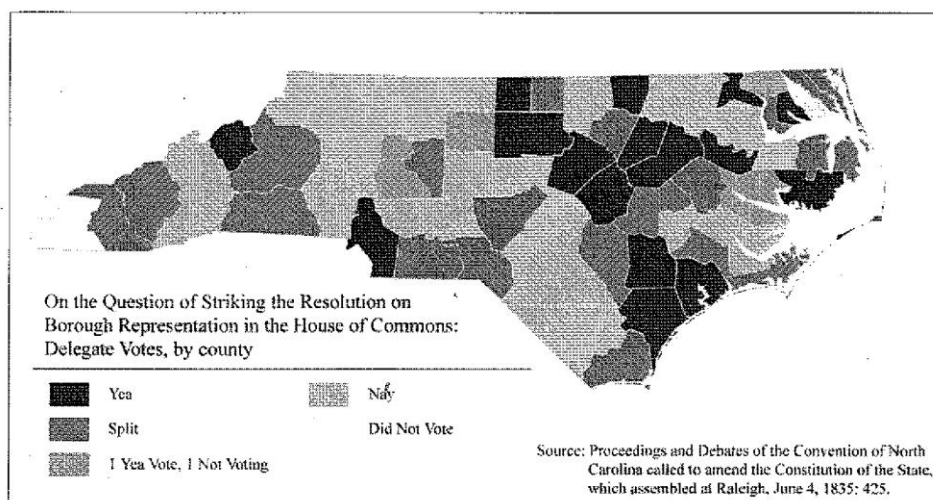 On the Question of Striking the Resolution on
Borough Representation in the House of Commons:
Delegate Votes, by county
Yea
Nay
Split
Did Not Vote
1 Yea Vote, 1 Not Voting
Source: Proceedings and Debates of the Convention of North
Carolina called to amend the Constitution of the State,
which assembled at Raleigh, June 4, 1835: 425.